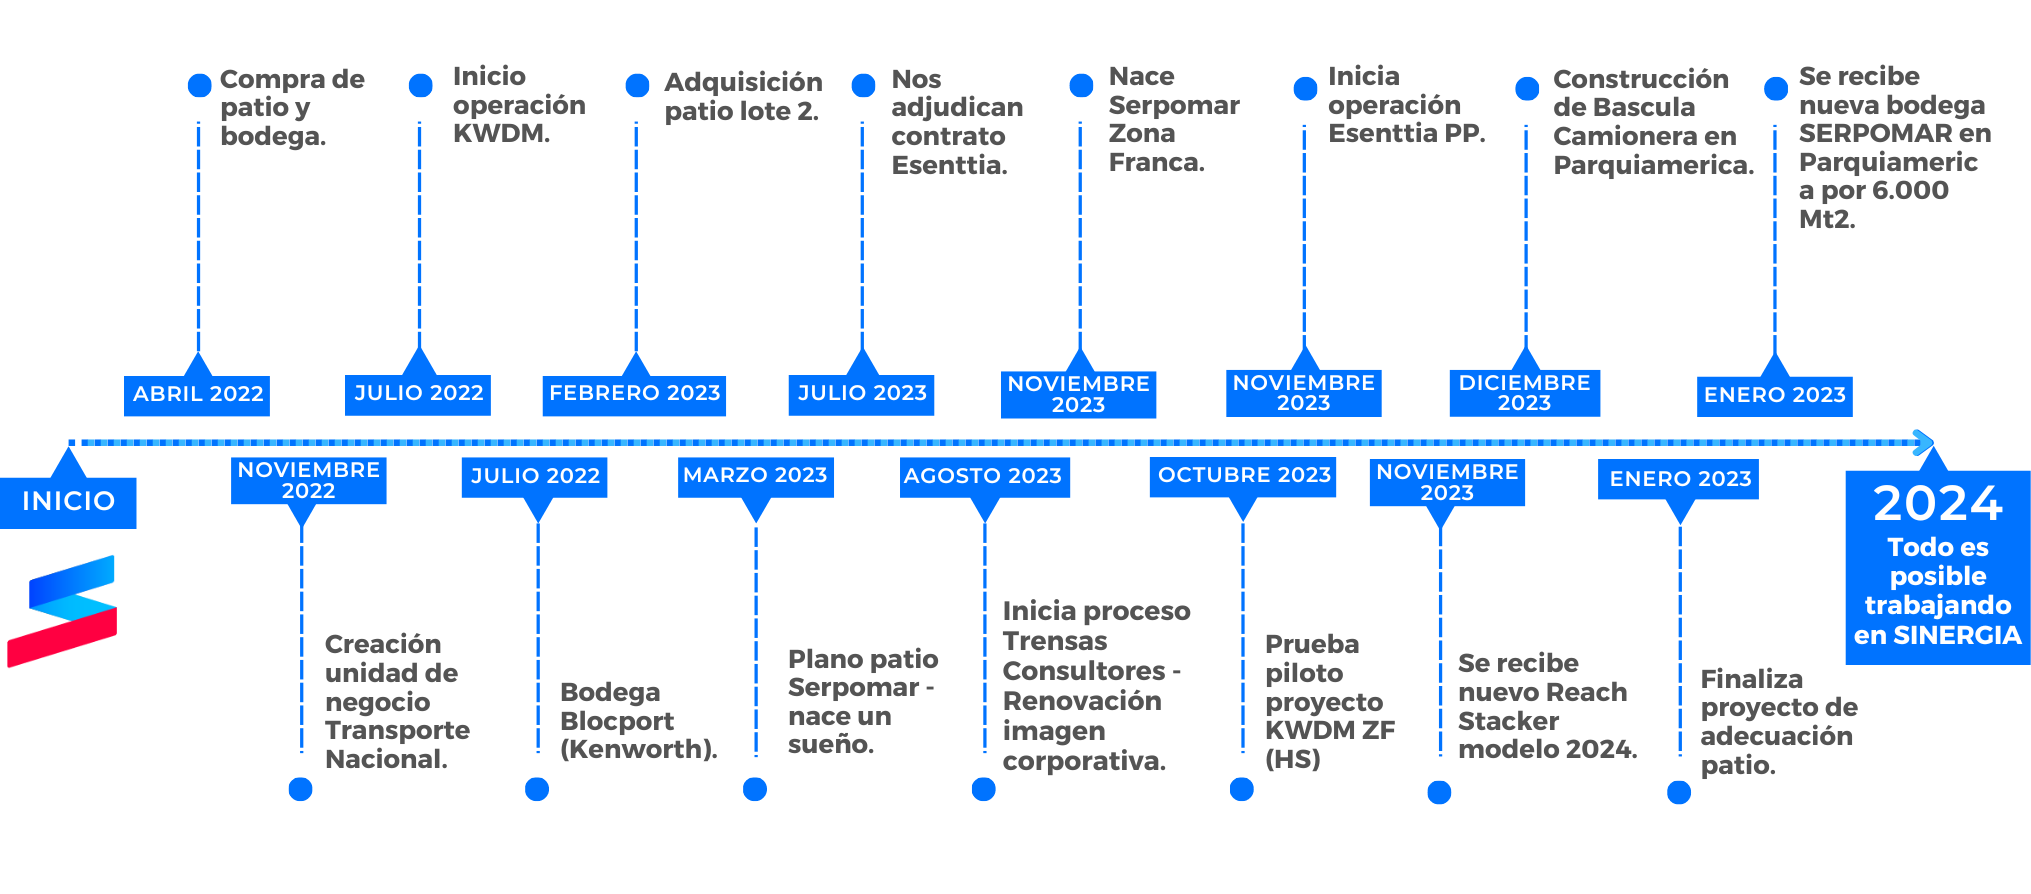 Compra de
patio y
bodega.
Inicio
operación
KWDM.
Adquisición
patio lote 2.
Nos
adjudican
contrato
Esenttia.
Nace
Serpomar
Zona
Franca.
Inicia
operación
Esenttia PP.
Construcción
de Bascula
Camionera en
Parquiamerica.
Se recibe
nueva bodega
SERPOMAR en
Parquiameric
a por 6.000
Mt2.
ABRIL 2022
JULIO 2022
FEBRERO 2023
JULIO 2023
NOVIEMBRE
2023
NOVIEMBRE
2023
DICIEMBRE
2023
ENERO 2023
INICIO
NOVIEMBRE
2022
JULIO 2022
MARZO 2023
AGOSTO 2023
OCTUBRE 2023
NOVIEMBRE
2023
ENERO 2023
2024
Todo es
posible
trabajando
en SINERGIA
Creación
unidad de
negocio
Transporte
Nacional.
Bodega
Blocport
(Kenworth).
Plano patio
Serpomar -
nace un
sueño.
Inicia proceso
Trensas
Consultores -
Renovación
imagen
corporativa.
Prueba
piloto
proyecto
KWDM ZF
(HS)
Se recibe
nuevo Reach
Stacker
modelo 2024.
Finaliza
proyecto de
adecuación
patio.